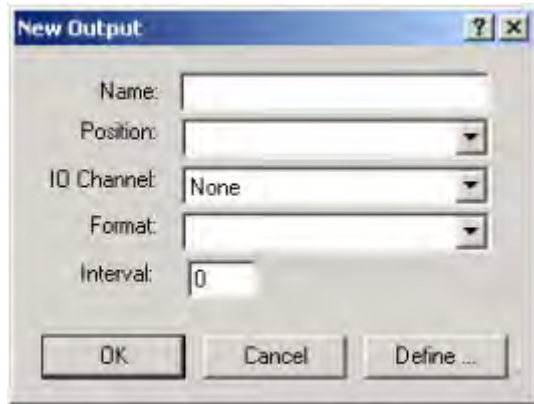 New Output
Name:
Position:
IO Channel: None
Format:
Interval: 0
OK Cancel Define ...